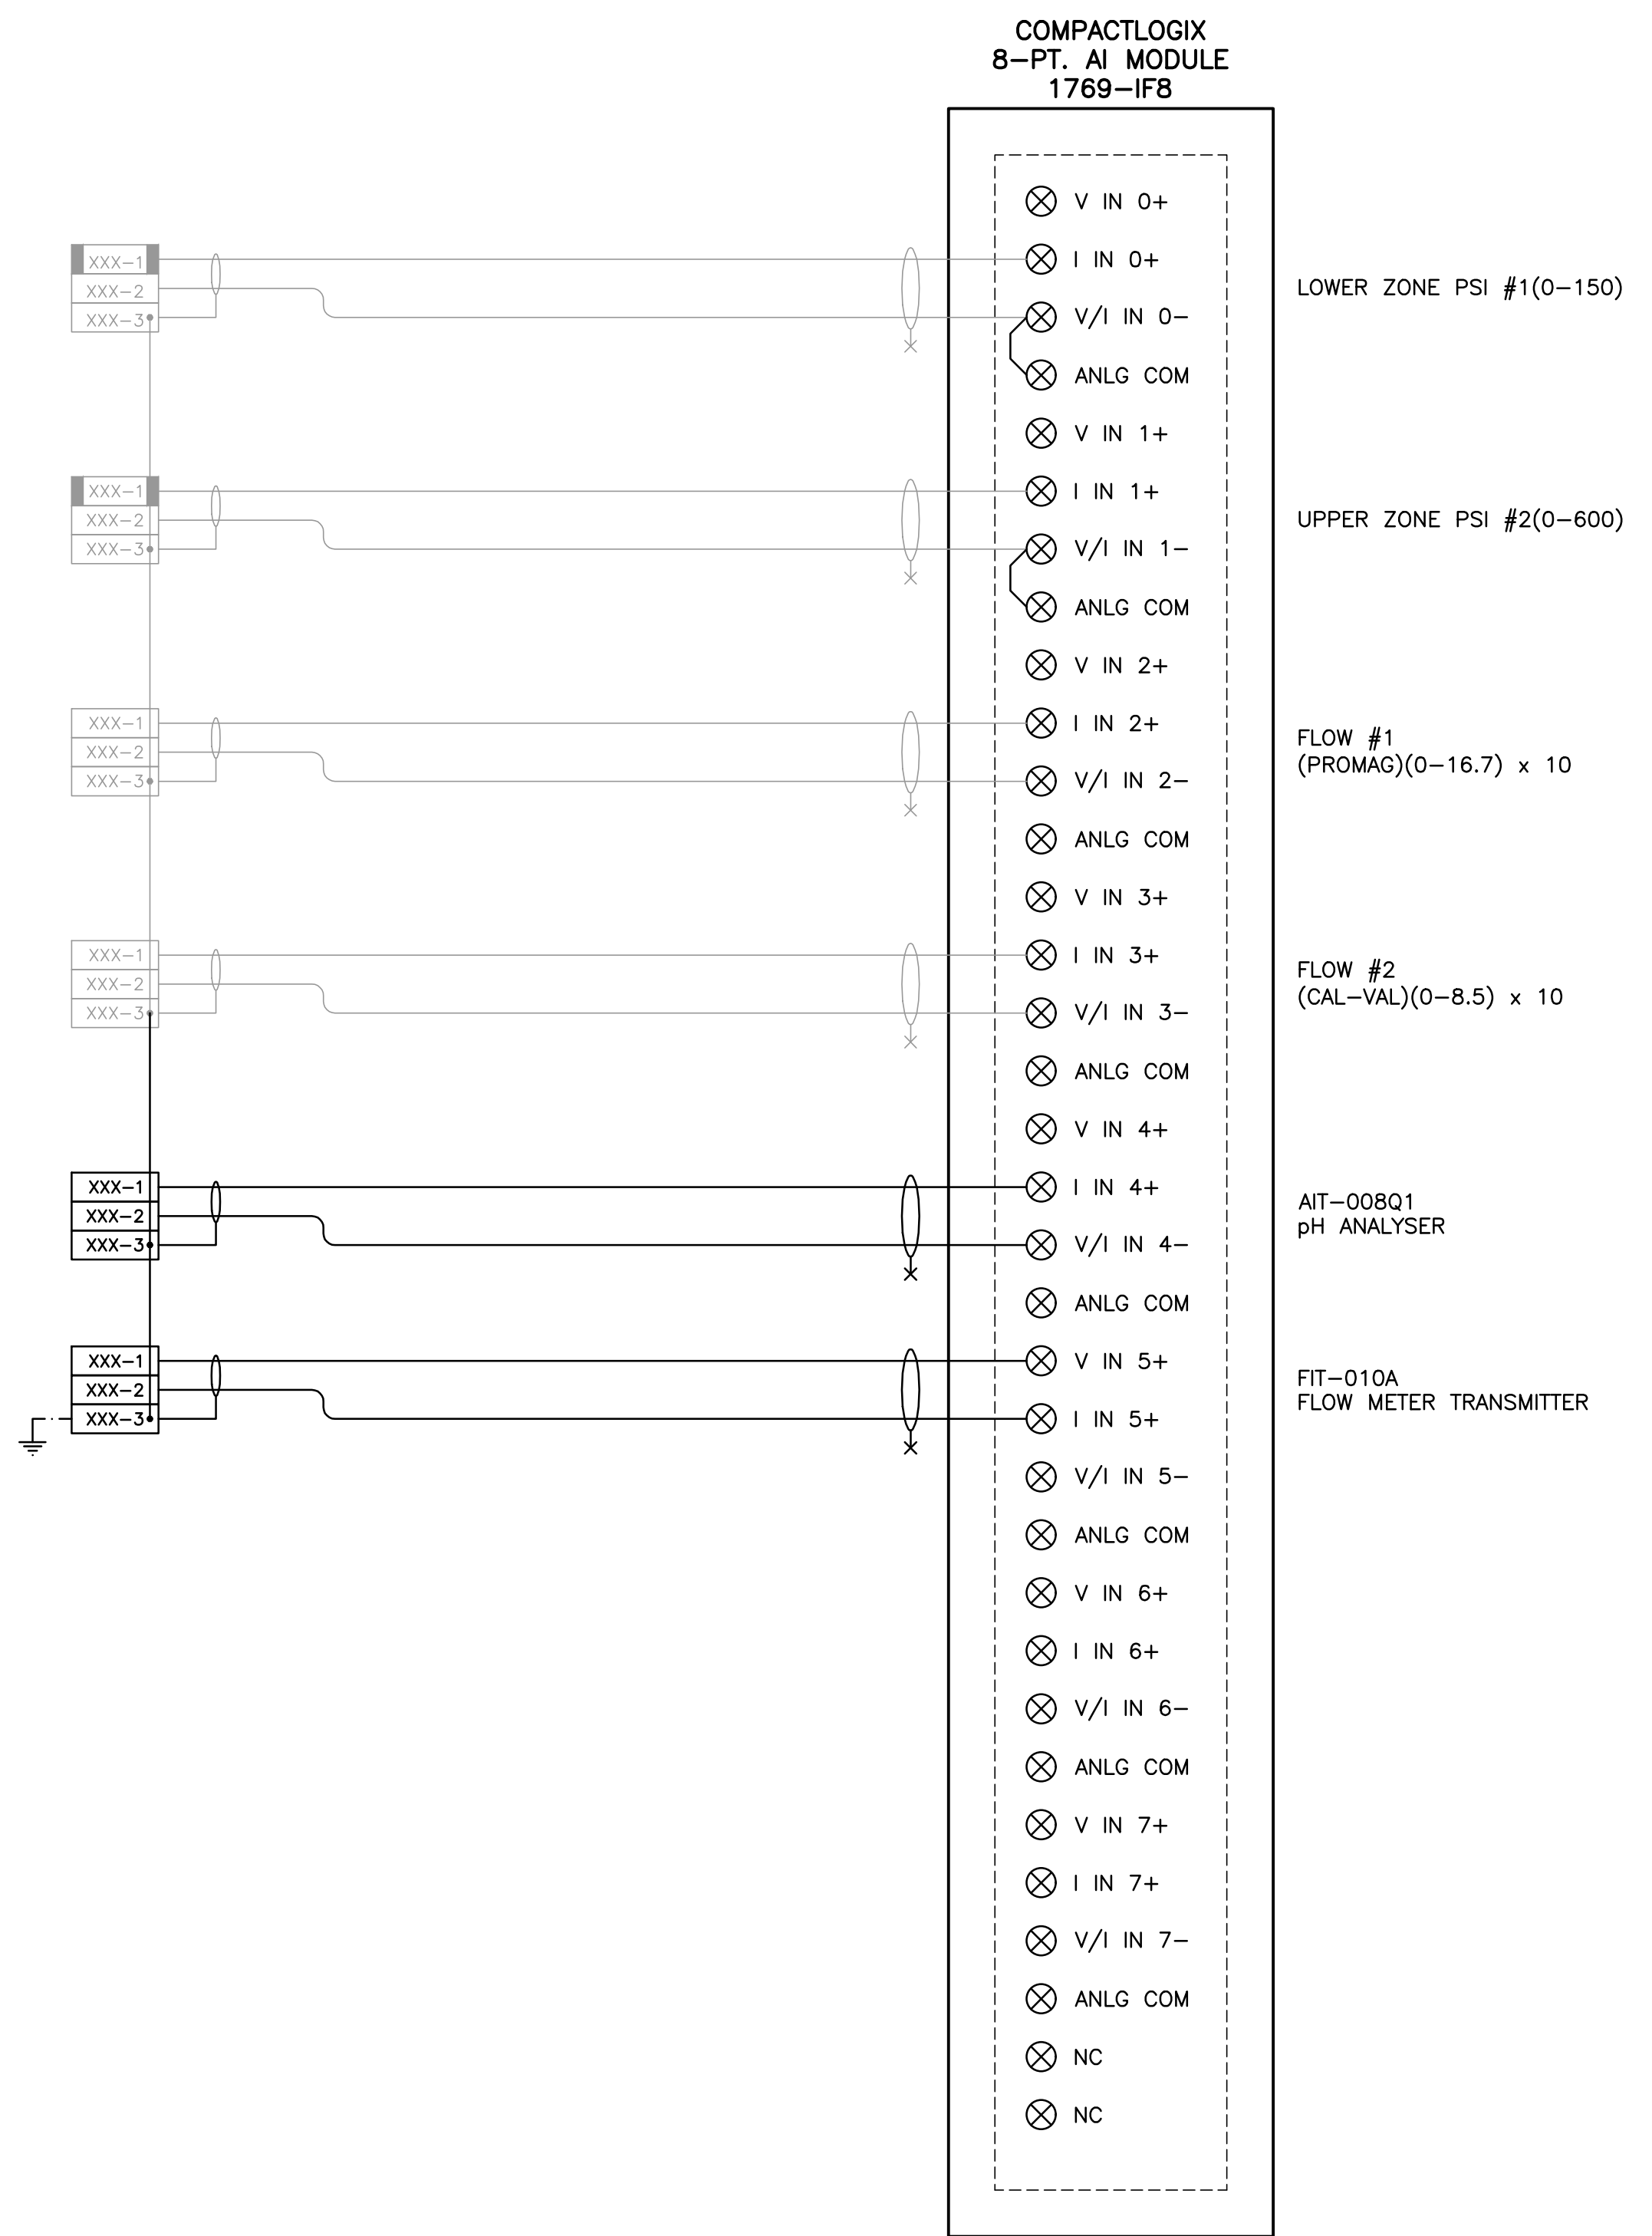 COMPACTLOGIX
8-PT. AI MODULE
1769-IF8
V IN 0+
XXX-1
I IN 0+
XXX-2
LOWER ZONE PSI #1(0-150)
XXX-3
V/I IN 0-
ANLG COM
V IN 1+
XXX-1
I IN 1+
XXX-2
UPPER ZONE PSI #2(0-600)
XXX-3
V/I IN 1-
ANLG COM
V IN 2+
XXX-1
I IN 2+
FLOW #1
(PROMAG)(0-16.7) x 10
XXX-2
XXX-3
V/I IN 2-
ANLG COM
V IN 3+
XXX-1
I IN 3+
FLOW #2
(CAL-VAL)(0-8.5) x 10
XXX-2
XXX-3
V/I IN 3-
ANLG COM
V IN 4+
XXX-1
I IN 4+
AIT-008Q1
pH ANALYSER
XXX-2
XXX-3
V/I IN 4-
ANLG COM
XXX-1
V IN 5+
FIT-010A
FLOW METER TRANSMITTER
XXX-2
XXX-3
I IN 5+
V/I IN 5-
ANLG COM
V IN 6+
I IN 6+
V/I IN 6-
ANLG COM
V IN 7+
I IN 7+
V/I IN 7-
ANLG COM
NC
NC